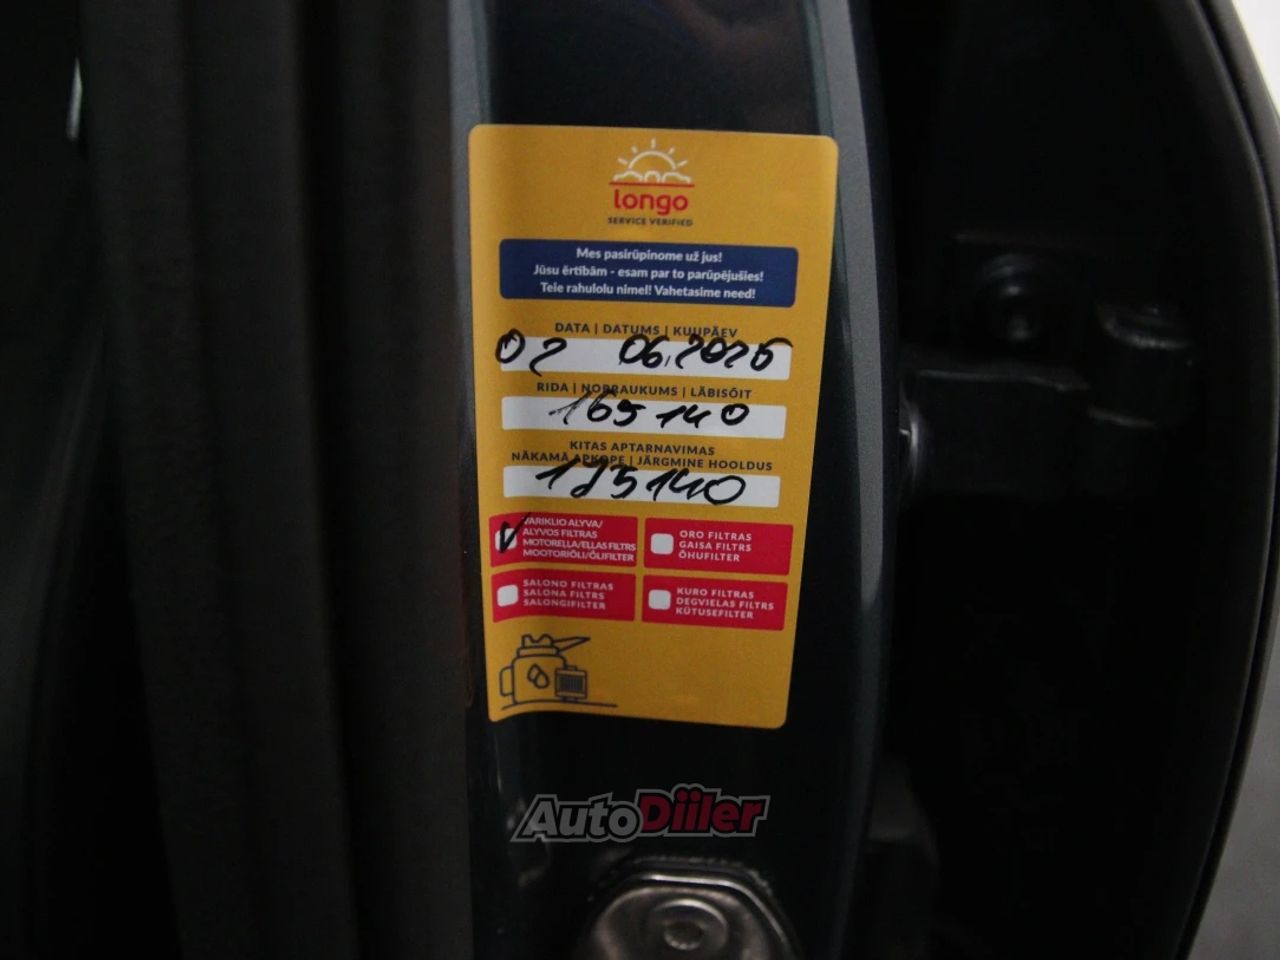 longo
SERVICE VERIFIED
Mes pasirūpinome už jus!
Jūsu ērtībām - esam par to parūpējušies!
Teie rahulolu nimel! Vahetasime need!
DATA | DATUMS | KUUPÄEV
02 06.2025
RIDA | NOBRAUKUMS | LÄBISÕIT
165140
KITAS APTARNAVIMAS
NĀKAMĀ APKOPE | JÄRGMINE HOOLDUS
175140
VARIKLIO ALYVA/
ALYVOS FILTRAS
MOTOREĻĻA/EĻĻAS FILTRS
MOOTORIÕLI/ÕLIFILTER
ORO FILTRAS
GAISA FILTRS
ÕHUFILTER
SALONO FILTRAS
SALONA FILTRS
SALONGIFILTER
KURO FILTRAS
DEGVIELAS FILTRS
KÜTUSEFILTER
AutoDiiler